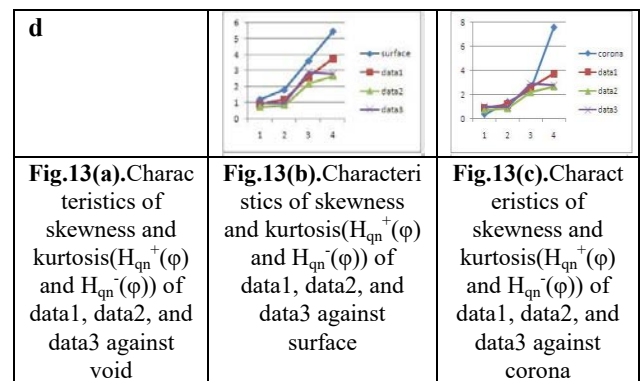 d
6
5
4
3
2
1
0
1 2 3 4
surface
data1
data2
data3
8
6
4
2
0
1 2 3 4
corona
data1
data2
data3
Fig.13(a).Charac
teristics of
skewness and
kurtosis(Hqn+(φ)
and Hqn-(φ)) of
data1, data2, and
data3 against
void
Fig.13(b).Characteri
stics of skewness
and kurtosis(Hqn+(φ)
and Hqn-(φ)) of
data1, data2, and
data3 against
surface
Fig.13(c).Charact
eristics of
skewness and
kurtosis(Hqn+(φ)
and Hqn-(φ)) of
data1, data2, and
data3 against
corona